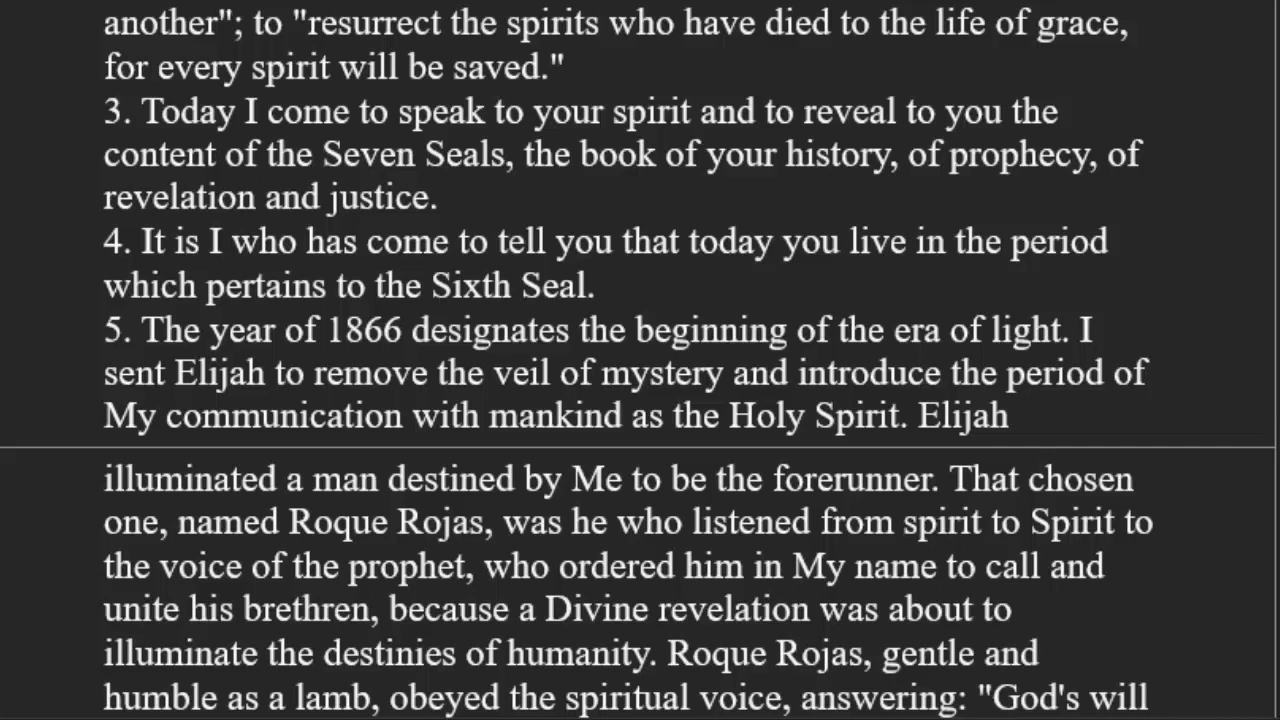 another"; to "resurrect the spirits who have died to the life of grace,
for every spirit will be saved."
3. Today I come to speak to your spirit and to reveal to you the
content of the Seven Seals, the book of your history, of prophecy, of
revelation and justice.
4. It is I who has come to tell you that today you live in the period
which pertains to the Sixth Seal.
5. The year of 1866 designates the beginning of the era of light. I
sent Elijah to remove the veil of mystery and introduce the period of
My communication with mankind as the Holy Spirit. Elijah
illuminated a man destined by Me to be the forerunner. That chosen
one, named Roque Rojas, was he who listened from spirit to Spirit to
the voice of the prophet, who ordered him in My name to call and
unite his brethren, because a Divine revelation was about to
illuminate the destinies of humanity. Roque Rojas, gentle and
humble as a lamb, obeyed the spiritual voice, answering: "God's will